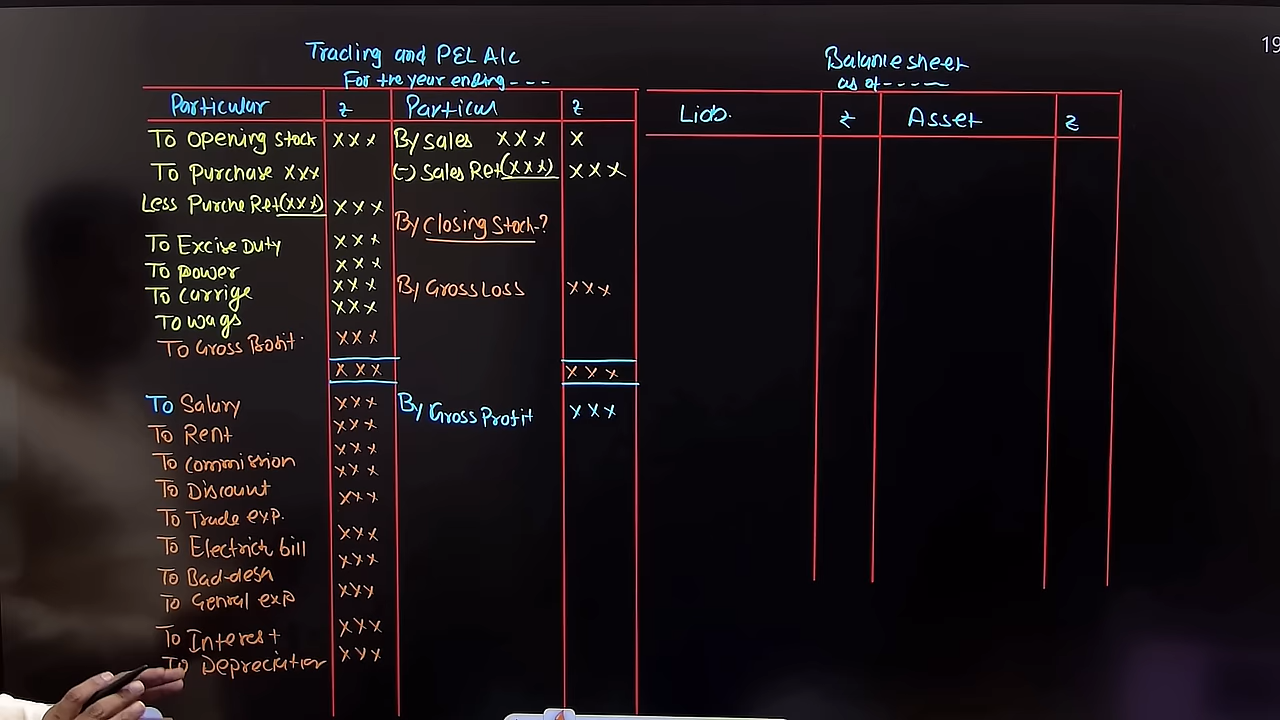 19
Trading and P&L A/c
For the year ending - - -
Particular ₹ Particul ₹
To Opening Stock xxx By Sales xxx x
To Purchase xxx (-) Sales Ret (xxx) xxx
Less Purche Ret (xxx) xxx
By Closing Stock-?
To Excise Duty xxx
To power xxx
To Carrige xxx By Gross Loss xxx
To wags xxx
To Gross Profit xxx
xxx xxx
To Salary xxx By Gross Profit xxx
To Rent xxx
To Commission xxx
To Discount xxx
To Trade exp. xxx
To Electrich bill xxx
To Bad-desh xxx
To Genral exp xxx
To Interest xxx
To Depreciation xxx
Balance sheet
as at - - - - -
Liab. ₹ Asset ₹